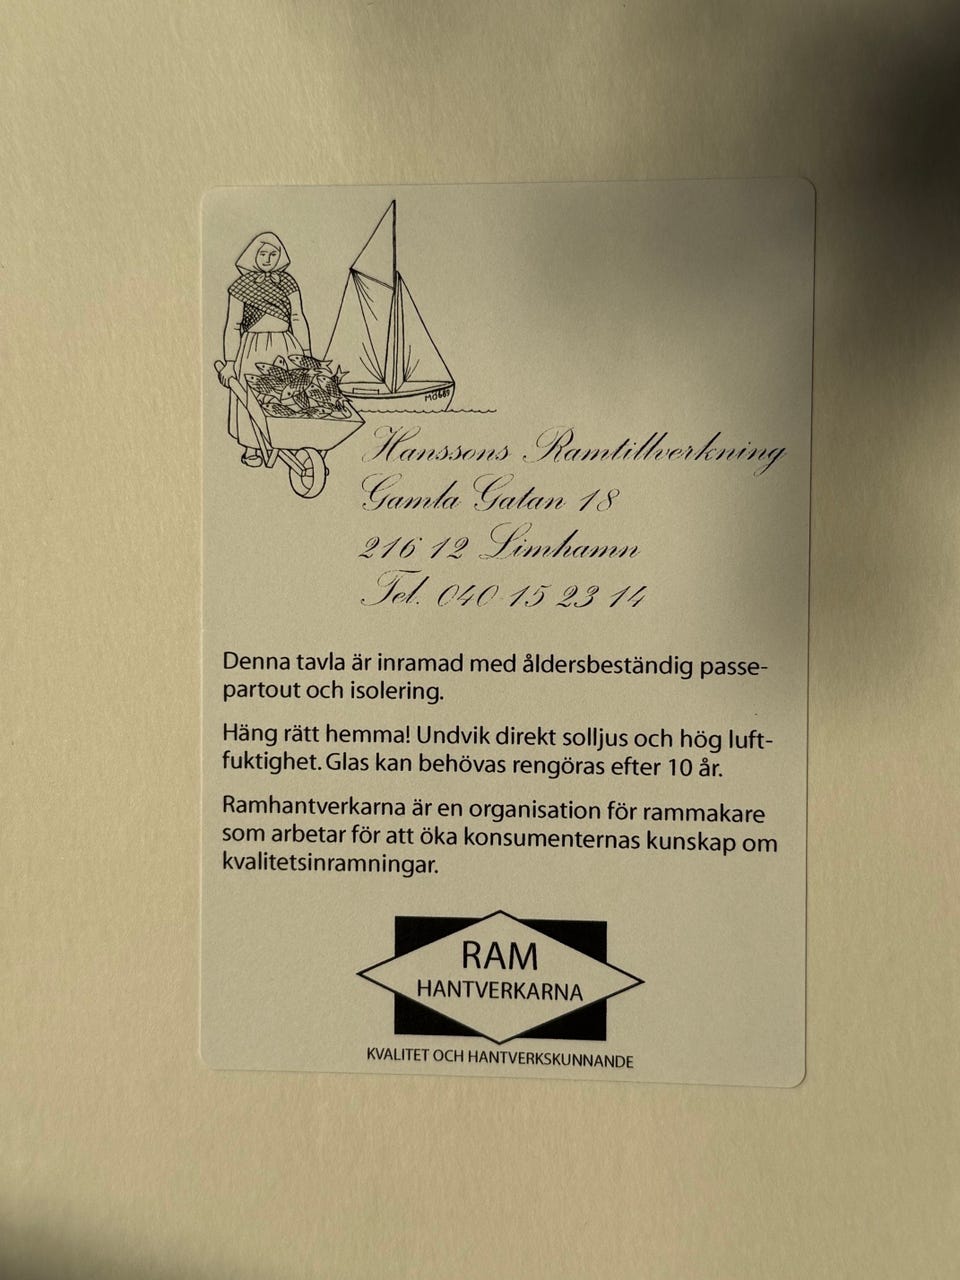 Hanssons Ramtillverkning
Gamla Gatan 18
216 12 Limhamn
Tel. 040-15 23 14
Denna tavla är inramad med åldersbeständig passe-
partout och isolering.
Häng rätt hemma! Undvik direkt solljus och hög luft-
fuktighet. Glas kan behövas rengöras efter 10 år.
Ramhantverkarna är en organisation för rammakare
som arbetar för att öka konsumenternas kunskap om
kvalitetsinramningar.
RAM
HANTVERKARNA
KVALITET OCH HANTVERKSKUNNANDE